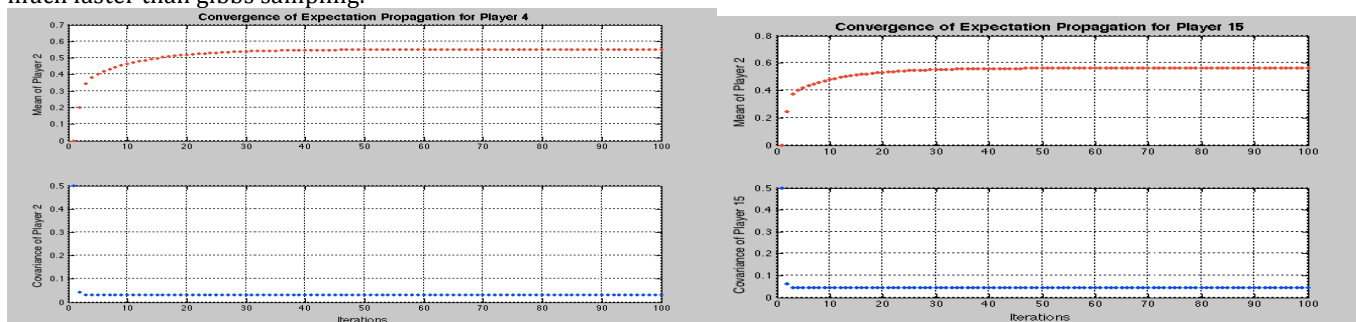 much faster than gibbs sampling.
Convergence of Expectation Propagation for Player 4
0.7
0.6
0.5
0.4
0.3
0.2
0.1
0
Mean of Player 2
0 10 20 30 40 50 60 70 80 90 100
0.5
0.4
0.3
0.2
0.1
0
Covariance of Player 2
0 10 20 30 40 50 60 70 80 90 100
Iterations
Convergence of Expectation Propagation for Player 15
0.8
0.6
0.4
0.2
0
Mean of Player 2
0 10 20 30 40 50 60 70 80 90 100
0.5
0.4
0.3
0.2
0.1
0
Covariance of Player 15
0 10 20 30 40 50 60 70 80 90 100
Iterations